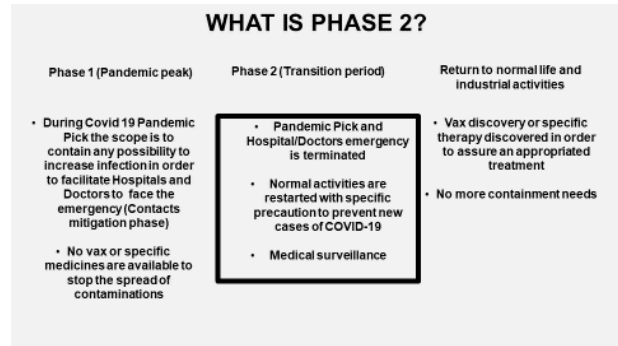 WHAT IS PHASE 2?
Phase 1 (Pandemic peak)
• During Covid 19 Pandemic
Pick the scope is to
contain any possibility to
increase infection in order
to facilitate Hospitals and
Doctors to face the
emergency (Contacts
mitigation phase)
• No vax or specific
medicines are available to
stop the spread of
contaminations
Phase 2 (Transition period)
• Pandemic Pick and
Hospital/Doctors emergency
is terminated
• Normal activities are
restarted with specific
precaution to prevent new
cases of COVID-19
• Medical surveillance
Return to normal life and
industrial activities
• Vax discovery or specific
therapy discovered in order
to assure an appropriated
treatment
• No more containment needs